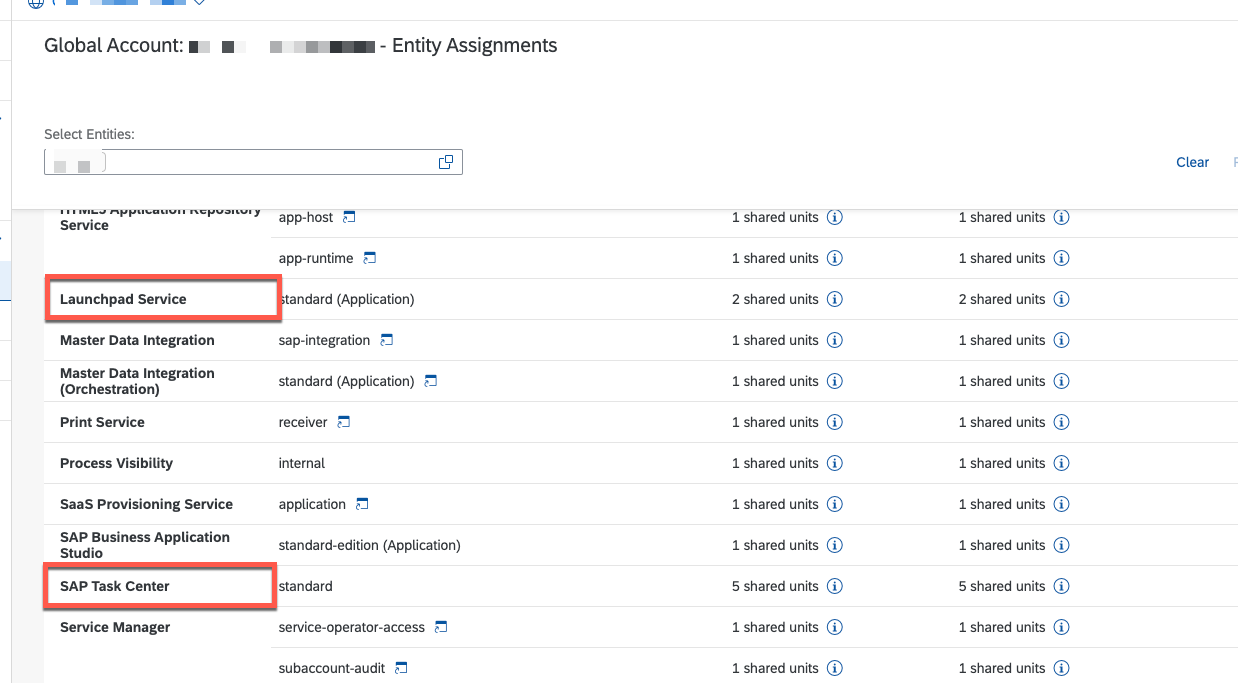 Global Account: - Entity Assignments
Select Entities:
Clear
HTML5 Application Repository
Service
app-host 1 shared units 1 shared units
app-runtime 1 shared units 1 shared units
Launchpad Service standard (Application) 2 shared units 2 shared units
Master Data Integration sap-integration 1 shared units 1 shared units
Master Data Integration
(Orchestration)
standard (Application) 1 shared units 1 shared units
Print Service receiver 1 shared units 1 shared units
Process Visibility internal 1 shared units 1 shared units
SaaS Provisioning Service application 1 shared units 1 shared units
SAP Business Application
Studio
standard-edition (Application) 1 shared units 1 shared units
SAP Task Center standard 5 shared units 5 shared units
Service Manager service-operator-access 1 shared units 1 shared units
subaccount-audit 1 shared units 1 shared units